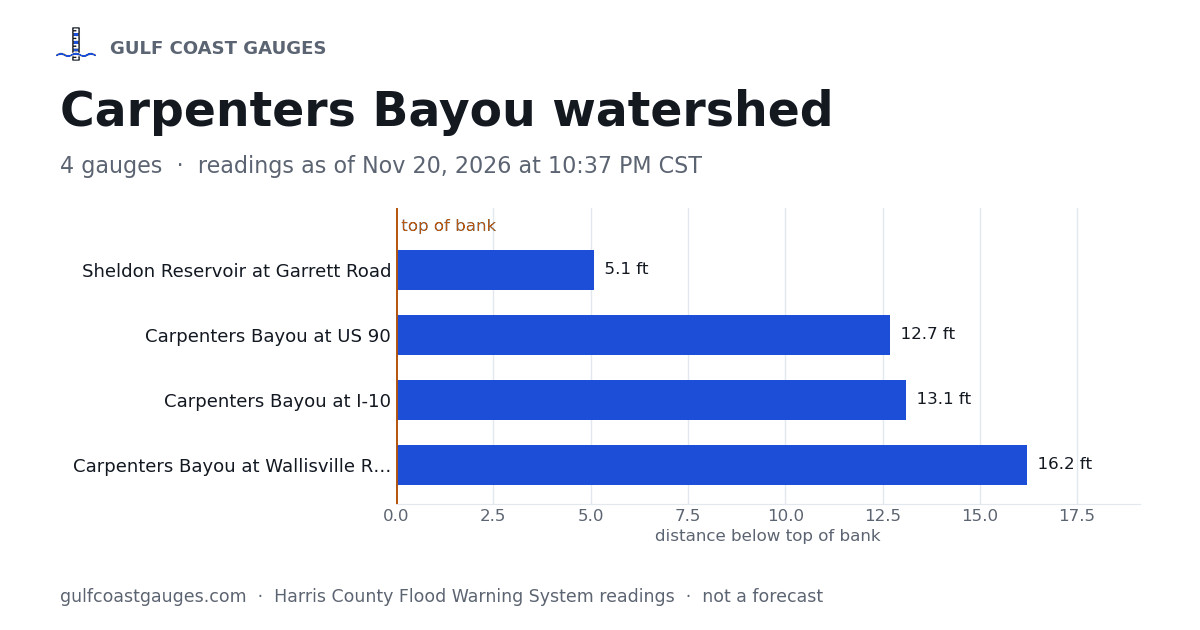 GULF COAST GAUGES
Carpenters Bayou watershed
4 gauges · readings as of Nov 20, 2026 at 10:37 PM CST
top of bank
Sheldon Reservoir at Garrett Road 5.1 ft
Carpenters Bayou at US 90 12.7 ft
Carpenters Bayou at I-10 13.1 ft
Carpenters Bayou at Wallisville R… 16.2 ft
0.0 2.5 5.0 7.5 10.0 12.5 15.0 17.5
distance below top of bank
gulfcoastgauges.com · Harris County Flood Warning System readings · not a forecast